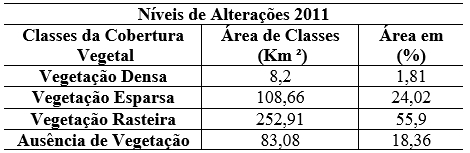 Níveis de Alterações 2011
Classes da Cobertura Vegetal Área de Classes (Km ²) Área em (%)
Vegetação Densa 8,2 1,81
Vegetação Esparsa 108,66 24,02
Vegetação Rasteira 252,91 55,9
Ausência de Vegetação 83,08 18,36